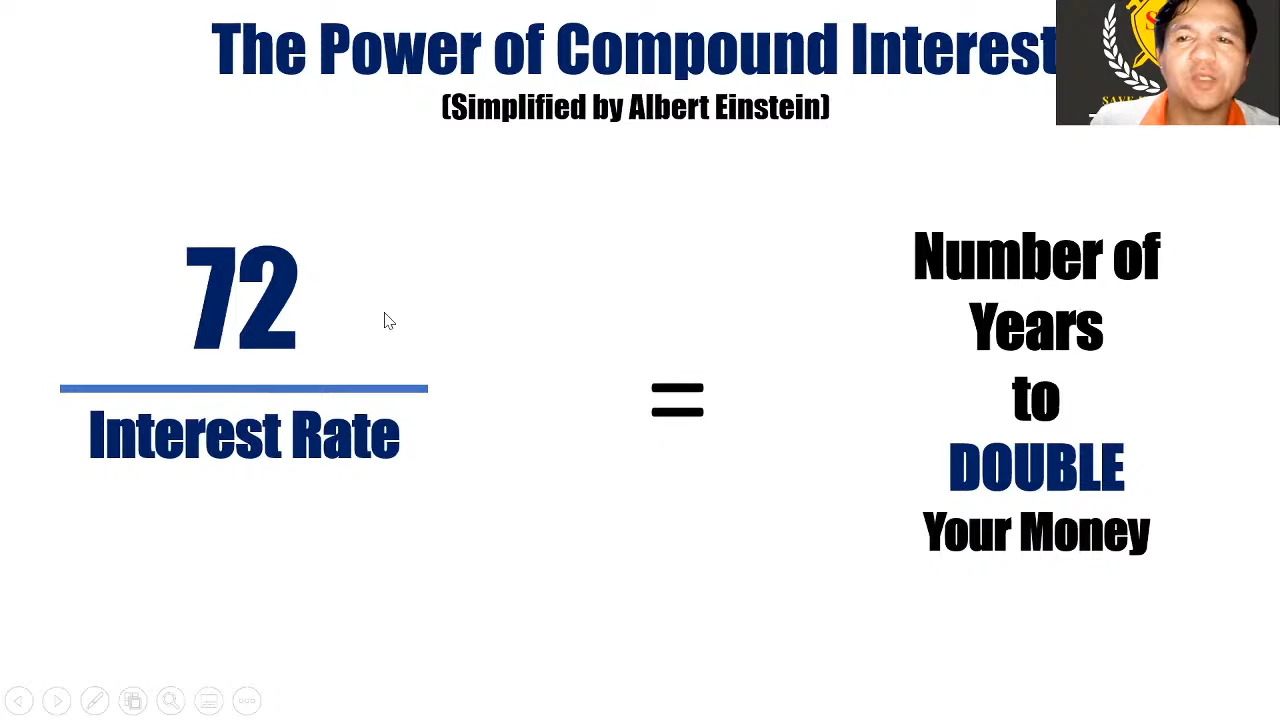 The Power of Compound Interest
(Simplified by Albert Einstein)
72
Interest Rate
=
Number of
Years
to
DOUBLE
Your Money